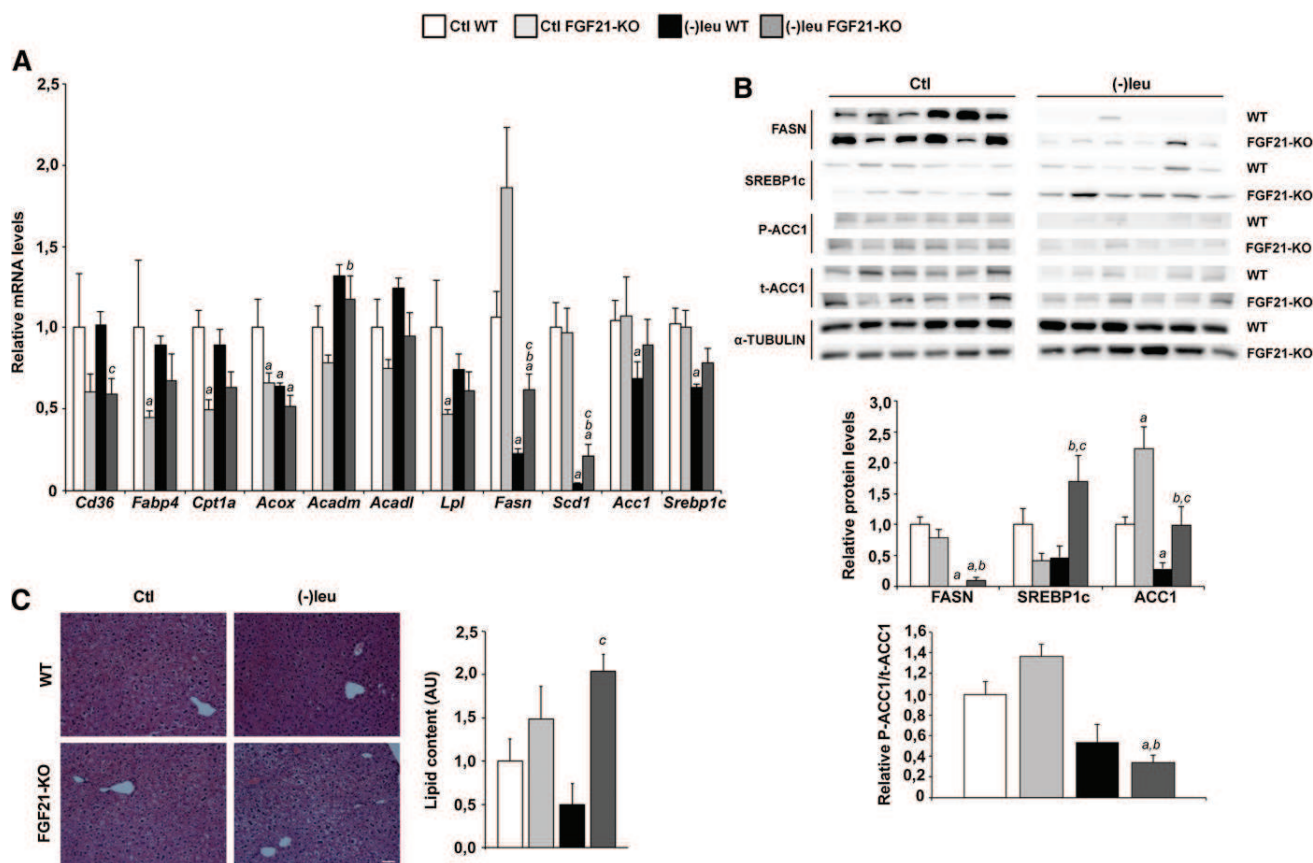 Ctl WT Ctl FGF21-KO (-)leu WT (-)leu FGF21-KO
A
Relative mRNA levels
2,5
2,0
1,5
1,0
0,5
0
c
a
a
a
a
a
b
a
a
c
b
a
a
c
b
a
a
a
Cd36 Fabp4 Cpt1a Acox Acadm Acadl Lpl Fasn Scd1 Acc1 Srebp1c
B
Ctl (-)leu
FASN
WT
FGF21-KO
SREBP1c
WT
FGF21-KO
P-ACC1
WT
FGF21-KO
t-ACC1
WT
FGF21-KO
α-TUBULIN
WT
FGF21-KO
Relative protein levels
3,0
2,5
2,0
1,5
1,0
0,5
0
a a,b
b,c
a
a
b,c
FASN SREBP1c ACC1
Relative P-ACC1/t-ACC1
1,6
1,4
1,2
1,0
0,8
0,6
0,4
0,2
0
a,b
C
Ctl (-)leu
WT
FGF21-KO
Lipid content (AU)
2,5
2,0
1,5
1,0
0,5
0,0
c